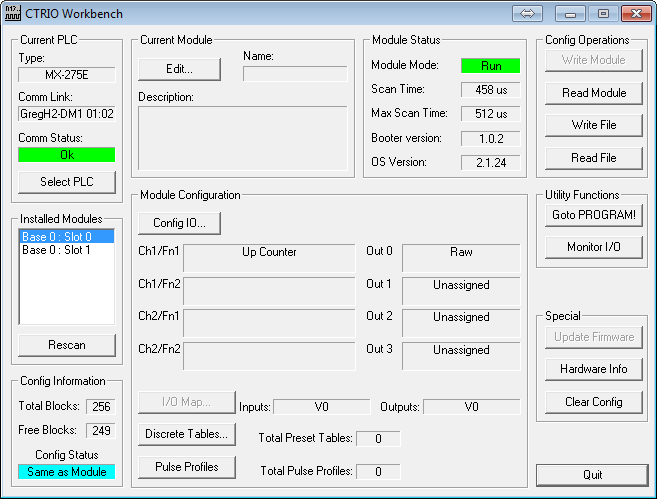 CTRIO Workbench
Current PLC
Type:
MX-275E
Comm Link:
GregH2-DM1 01:02
Comm Status:
Ok
Select PLC
Installed Modules
Base 0 : Slot 0
Base 0 : Slot 1
Rescan
Config Information
Total Blocks: 256
Free Blocks: 249
Config Status
Same as Module
Current Module
Edit...
Name:
Description:
Module Status
Module Mode: Run
Scan Time: 458 us
Max Scan Time: 512 us
Booter version: 1.0.2
OS Version: 2.1.24
Module Configuration
Config IO...
Ch1/Fn1 Up Counter Out 0 Raw
Ch1/Fn2 Out 1 Unassigned
Ch2/Fn1 Out 2 Unassigned
Ch2/Fn2 Out 3 Unassigned
I/O Map... Inputs: V0 Outputs: V0
Discrete Tables... Total Preset Tables: 0
Pulse Profiles Total Pulse Profiles: 0
Config Operations
Write Module
Read Module
Write File
Read File
Utility Functions
Goto PROGRAM!
Monitor I/O
Special
Update Firmware
Hardware Info
Clear Config
Quit